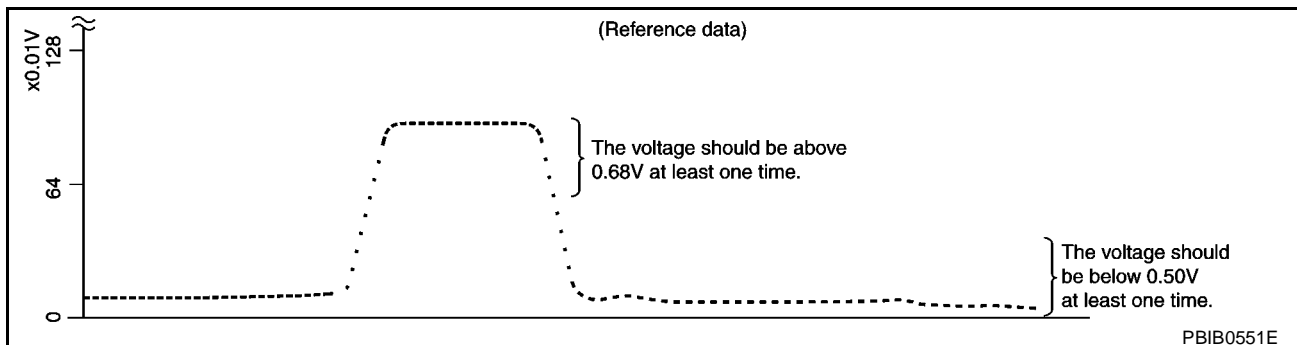 (Reference data)
x0.01V
128
64
0
The voltage should be above
0.68V at least one time.
The voltage should
be below 0.50V
at least one time.
PBIB0551E